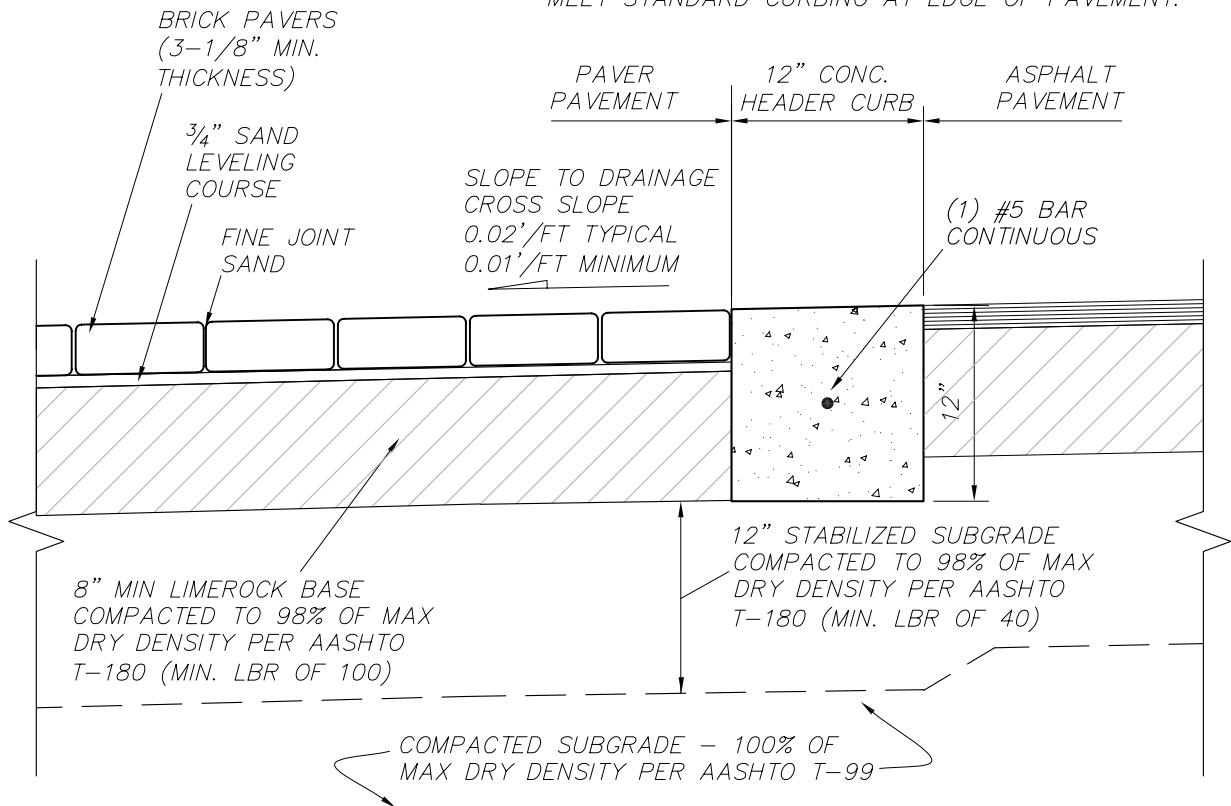 MEET STANDARD CURBING AT EDGE OF PAVEMENT.
BRICK PAVERS
(3-1/8" MIN.
THICKNESS)
PAVER
PAVEMENT
12" CONC.
HEADER CURB
ASPHALT
PAVEMENT
3/4" SAND
LEVELING
COURSE
SLOPE TO DRAINAGE
CROSS SLOPE
0.02'/FT TYPICAL
0.01'/FT MINIMUM
(1) #5 BAR
CONTINUOUS
FINE JOINT
SAND
12"
12" STABILIZED SUBGRADE
COMPACTED TO 98% OF MAX
DRY DENSITY PER AASHTO
T-180 (MIN. LBR OF 40)
8" MIN LIMEROCK BASE
COMPACTED TO 98% OF MAX
DRY DENSITY PER AASHTO
T-180 (MIN. LBR OF 100)
COMPACTED SUBGRADE - 100% OF
MAX DRY DENSITY PER AASHTO T-99